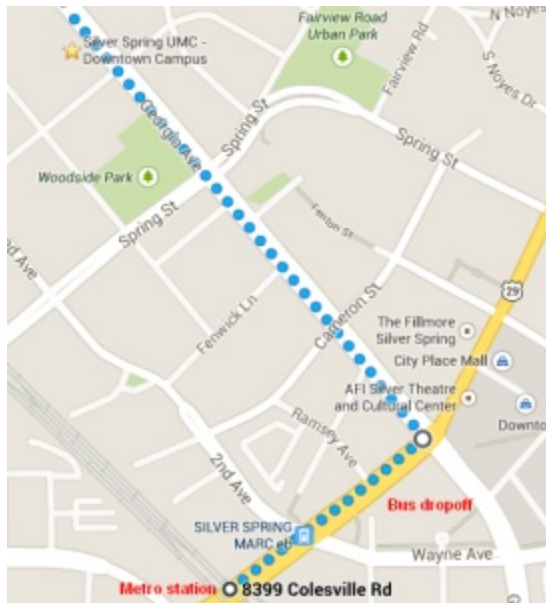 Fairview Road
Urban Park
N Noyes
Fairview Rd
S Noyes Dr
Silver Spring UMC -
Downtown Campus
Georgia Ave
Spring St
Spring St
Woodside Park
Spring St
Fenton St
29
2nd Ave
Cameron St
Fenwick Ln
The Fillmore
Silver Spring
City Place Mall
AFI Silver Theatre
and Cultural Center
Downto
Ramsey Ave
2nd Ave
Bus dropoff
SILVER SPRING
MARC eb
Wayne Ave
Metro station
8399 Colesville Rd